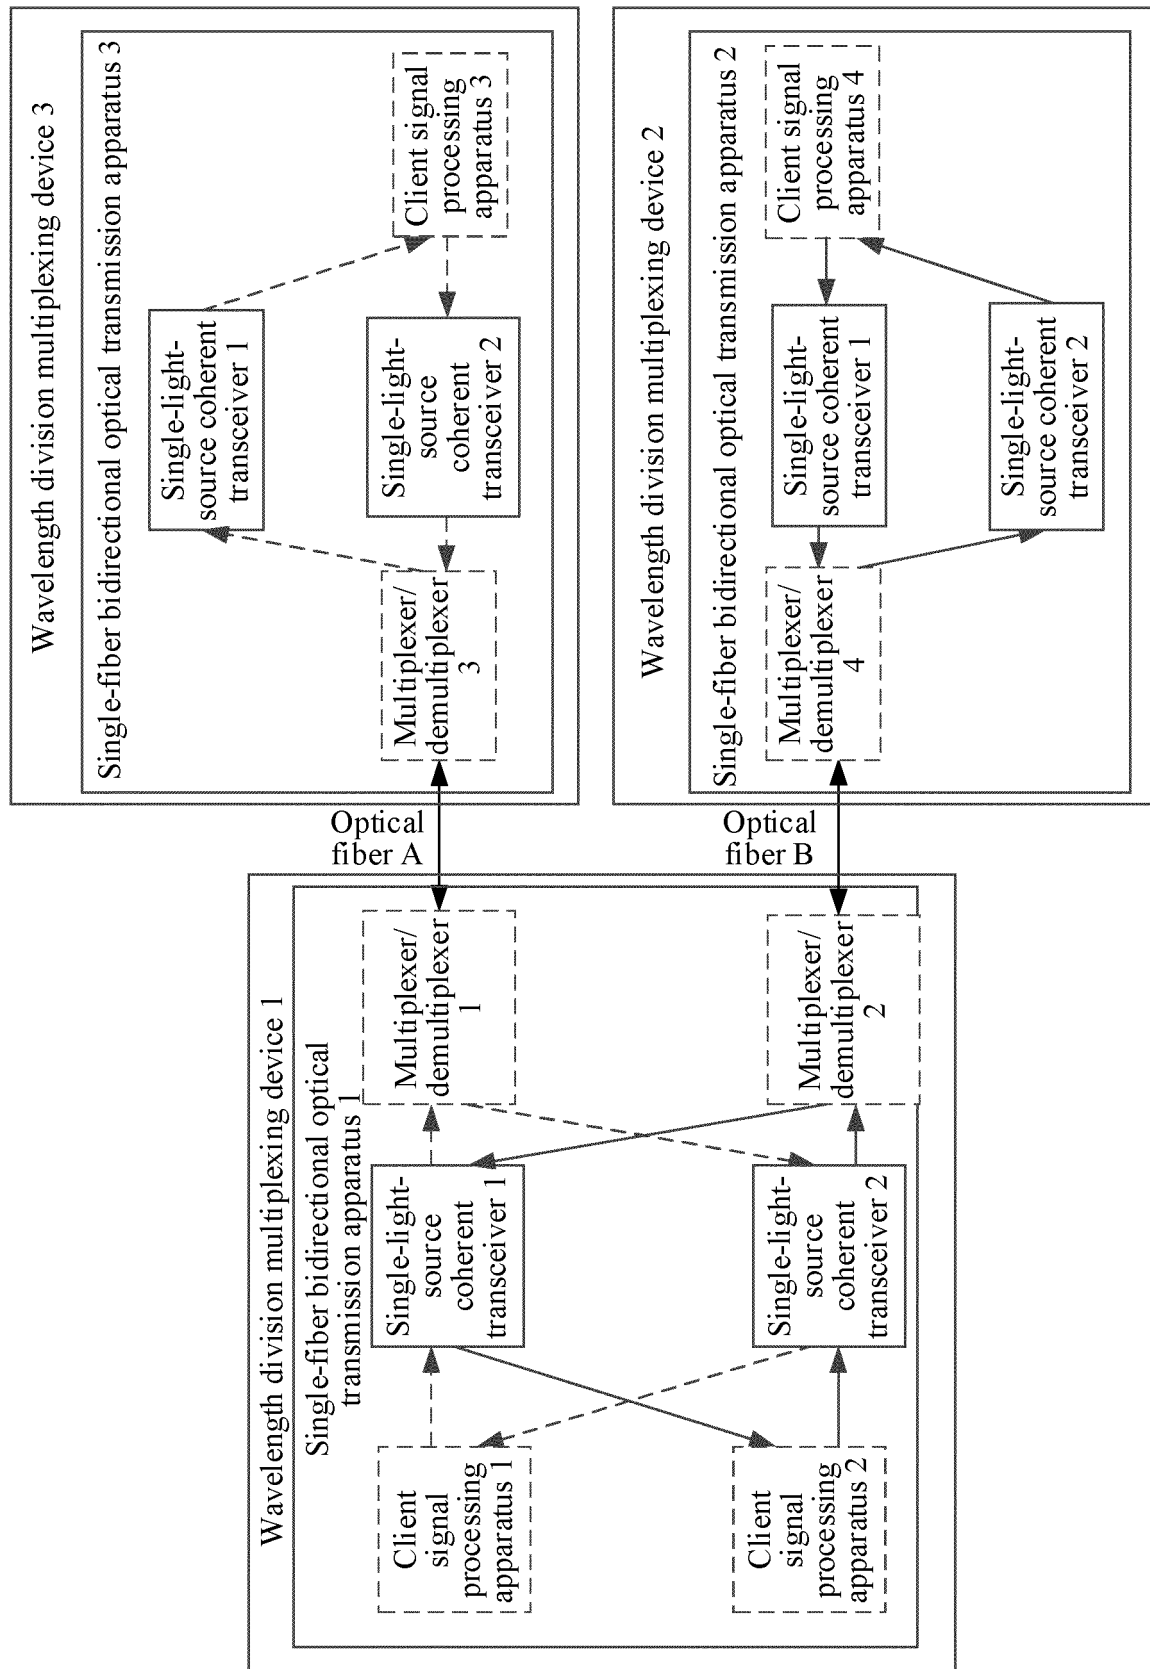 Wavelength division multiplexing device 1
Single-fiber bidirectional optical
transmission apparatus 1
Client
signal
processing
apparatus 1
Single-light-
source
coherent
transceiver 1
Multiplexer/
demultiplexer
1
Client
signal
processing
apparatus 2
Single-light-
source
coherent
transceiver 2
Multiplexer/
demultiplexer
2
Optical
fiber A
Optical
fiber B
Wavelength division multiplexing device 3
Single-fiber bidirectional optical transmission apparatus 3
Single-light-
source coherent
transceiver 1
Multiplexer/
demultiplexer
3
Single-light-
source
coherent
transceiver 2
Client signal
processing
apparatus 3
Wavelength division multiplexing device 2
Single-fiber bidirectional optical transmission apparatus 2
Multiplexer/
demultiplexer
4
Single-light-
source coherent
transceiver 1
Client signal
processing
apparatus 4
Single-light-
source coherent
transceiver 2